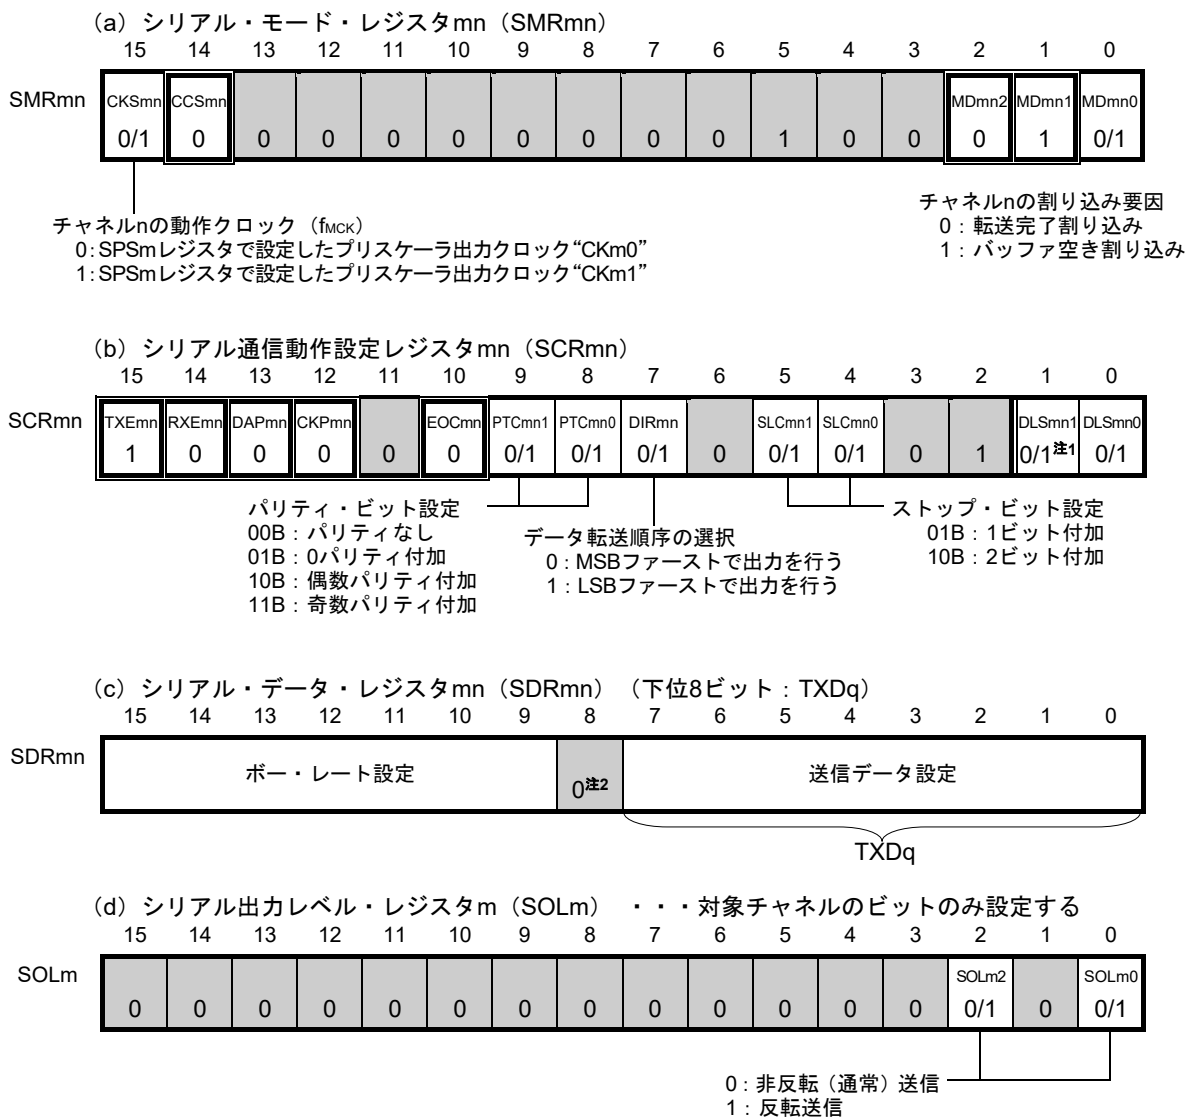 (a) シリアル・モード・レジスタmn（SMRmn）
15 14 13 12 11 10 9 8 7 6 5 4 3 2 1 0
SMRmn CKSmn CCSmn MDmn2 MDmn1 MDmn0
0/1 0 0 0 0 0 0 0 0 0 1 0 0 0 1 0/1
チャネルnの動作クロック（fMCK）
0：SPSmレジスタで設定したプリスケーラ出力クロック“CKm0”
1：SPSmレジスタで設定したプリスケーラ出力クロック“CKm1”
チャネルnの割り込み要因
0：転送完了割り込み
1：バッファ空き割り込み
(b) シリアル通信動作設定レジスタmn（SCRmn）
15 14 13 12 11 10 9 8 7 6 5 4 3 2 1 0
SCRmn TXEmn RXEmn DAPmn CKPmn EOCmn PTCmn1 PTCmn0 DIRmn SLCmn1 SLCmn0 DLSmn1 DLSmn0
1 0 0 0 0 0 0/1 0/1 0/1 0 0/1 0/1 0 1 0/1注1 0/1
パリティ・ビット設定
00B：パリティなし
01B：0パリティ付加
10B：偶数パリティ付加
11B：奇数パリティ付加
データ転送順序の選択
0：MSBファーストで出力を行う
1：LSBファーストで出力を行う
ストップ・ビット設定
01B：1ビット付加
10B：2ビット付加
(c) シリアル・データ・レジスタmn（SDRmn）（下位8ビット：TXDq）
15 14 13 12 11 10 9 8 7 6 5 4 3 2 1 0
SDRmn ボー・レート設定 0注2 送信データ設定
TXDq
(d) シリアル出力レベル・レジスタm（SOLm） ・・・対象チャネルのビットのみ設定する
15 14 13 12 11 10 9 8 7 6 5 4 3 2 1 0
SOLm SOLm2 SOLm0
0 0 0 0 0 0 0 0 0 0 0 0 0 0/1 0 0/1
0：非反転（通常）送信
1：反転送信